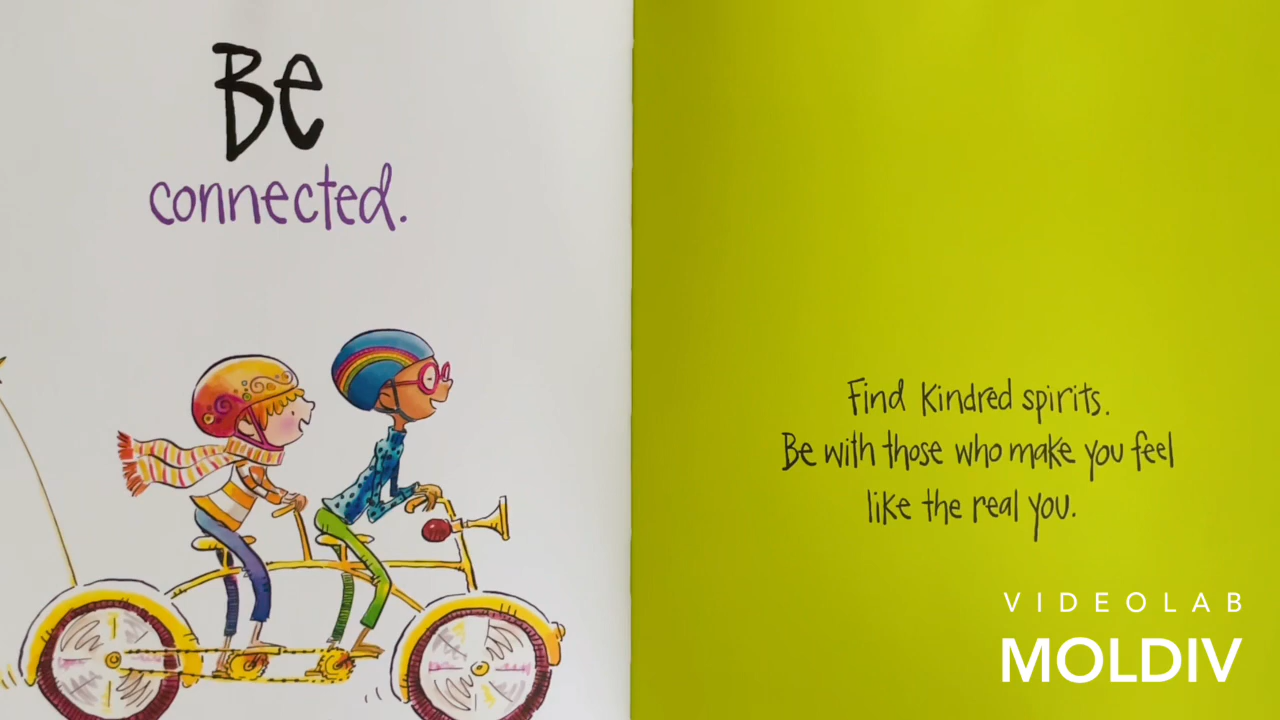 Be
connected.
Find kindred spirits.
Be with those who make you feel
like the real you.
VIDEOLAB
MOLDIV